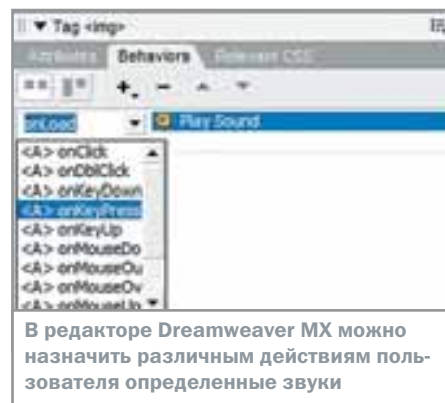 Tag <img>
Attributes Behaviors Relevant CSS
onLoad Play Sound
<A> onClick
<A> onDblClick
<A> onKeyDown
<A> onKeyPress
<A> onKeyUp
<A> onMouseDo
<A> onMouseOu
<A> onMouseOv
<A> onMouseUp
В редакторе Dreamweaver MX можно
назначить различным действиям поль-
зователя определенные звуки